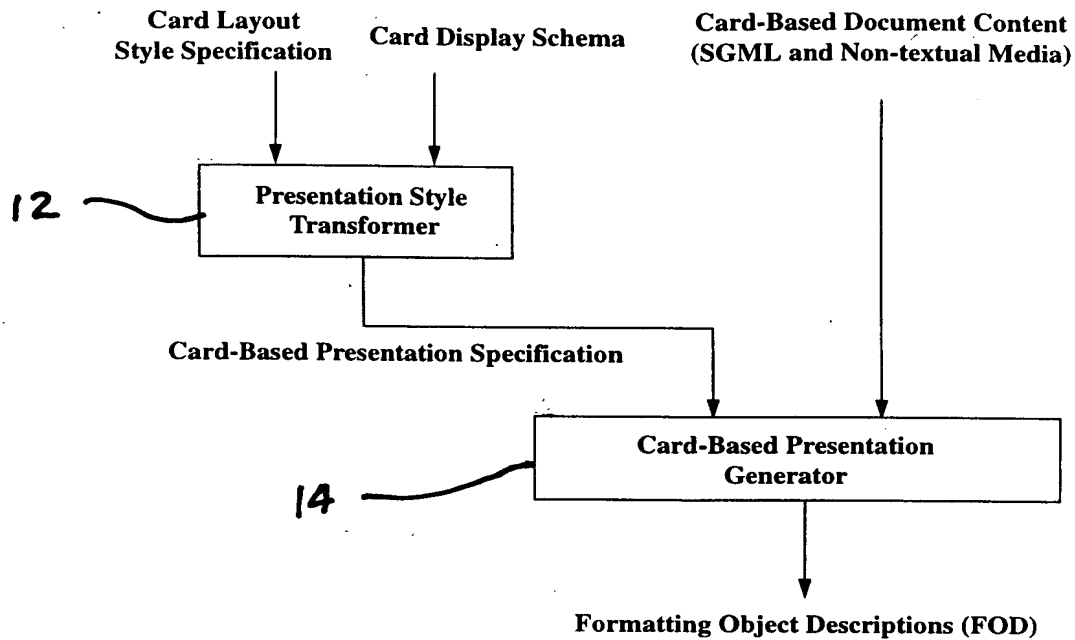 Card Layout
Style Specification
Card Display Schema
Card-Based Document Content
(SGML and Non-textual Media)
12
Presentation Style
Transformer
Card-Based Presentation Specification
Card-Based Presentation
Generator
14
Formatting Object Descriptions (FOD)